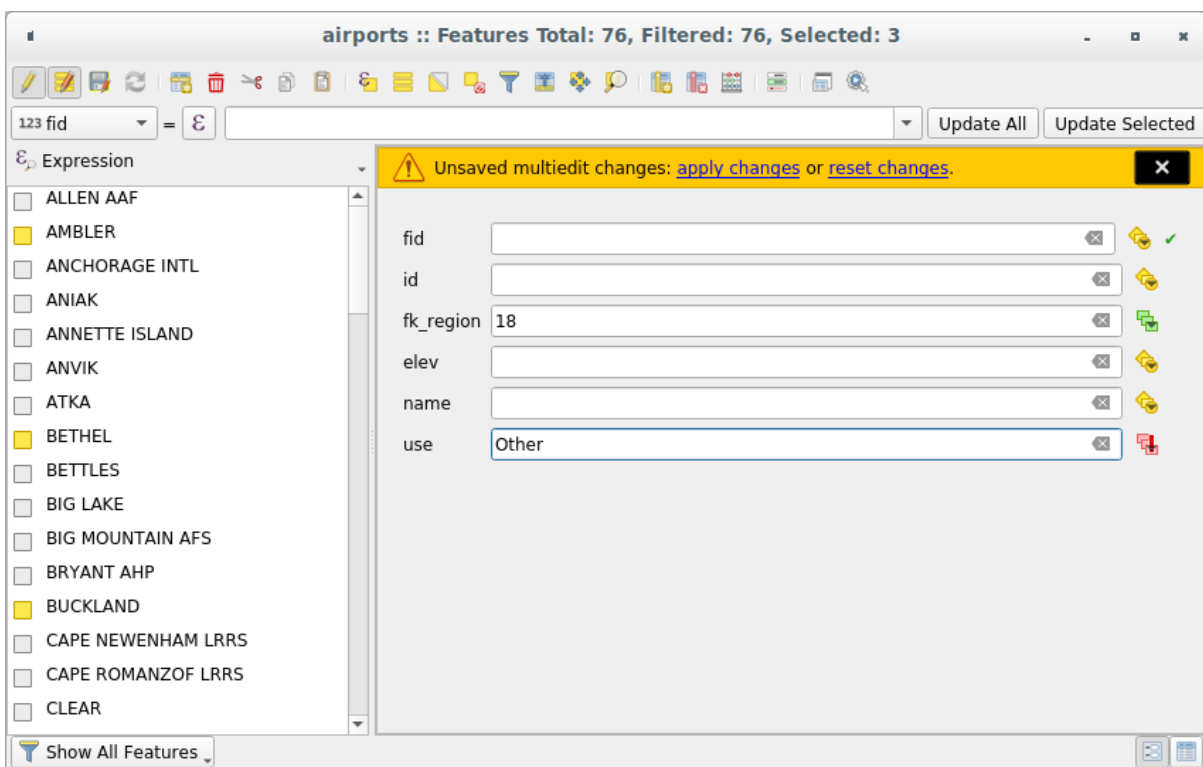 airports :: Features Total: 76, Filtered: 76, Selected: 3
123 fid = ε Update All Update Selected
Expression
Unsaved multiedit changes: apply changes or reset changes.
ALLEN AAF
AMBLER
ANCHORAGE INTL
ANIAK
ANNETTE ISLAND
ANVIK
ATKA
BETHEL
BETTLES
BIG LAKE
BIG MOUNTAIN AFS
BRYANT AHP
BUCKLAND
CAPE NEWENHAM LRRS
CAPE ROMANZOF LRRS
CLEAR
fid
id
fk_region 18
elev
name
use Other
Show All Features